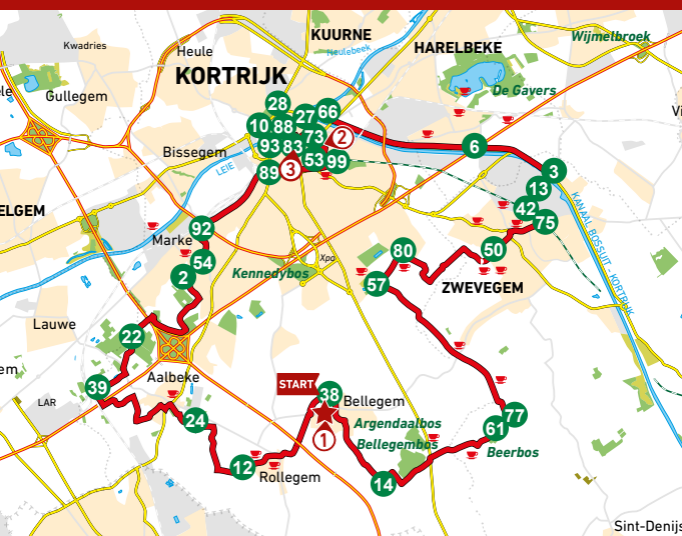 KUURNE
Wijmelbroek
Kwadries
Heule
Heulebeek
HARELBEKE
KORTRIJK
Gullegem
De Gavers
28
27
66
10
88
73
2
93
83
6
Bissegem
53
99
3
LEIE
89
3
13
ELGEM
42
75
92
Marke
80
50
KANAAL BOSSUIT - KORTRIJK
54
Xpo
2
Kennedybos
57
ZWEVEGEM
Lauwe
22
Aalbeke
START
39
38
LAR
Bellegem
77
24
Argendaalbos
61
1
Bellegembos
Beerbos
12
Rollegem
14
Sint-Denijs